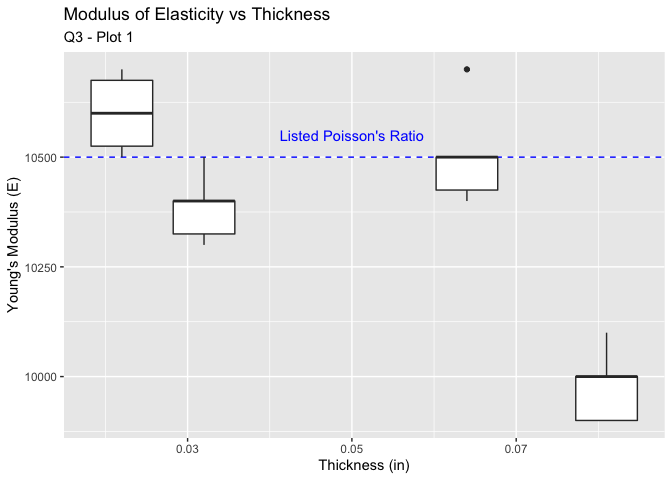 Modulus of Elasticity vs Thickness
Q3 - Plot 1
Listed Poisson's Ratio
10500
10250
10000
Young's Modulus (E)
0.03 0.05 0.07
Thickness (in)